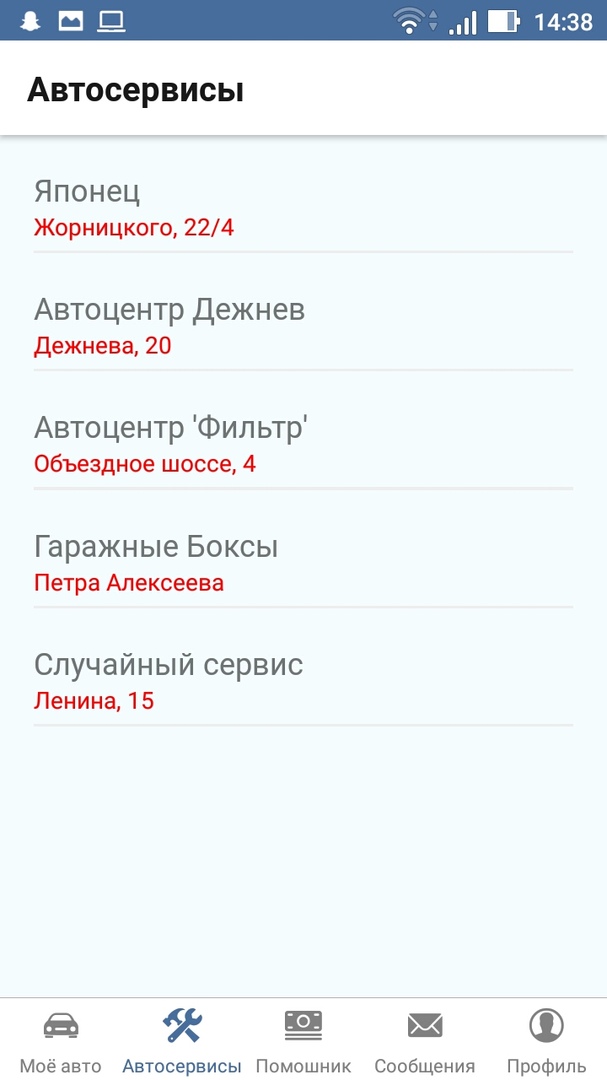 14:38
Автосервисы
Японец
Жорницкого, 22/4
Автоцентр Дежнев
Дежнева, 20
Автоцентр 'Фильтр'
Объездное шоссе, 4
Гаражные Боксы
Петра Алексеева
Случайный сервис
Ленина, 15
Моё авто Автосервисы Помошник Сообщения Профиль